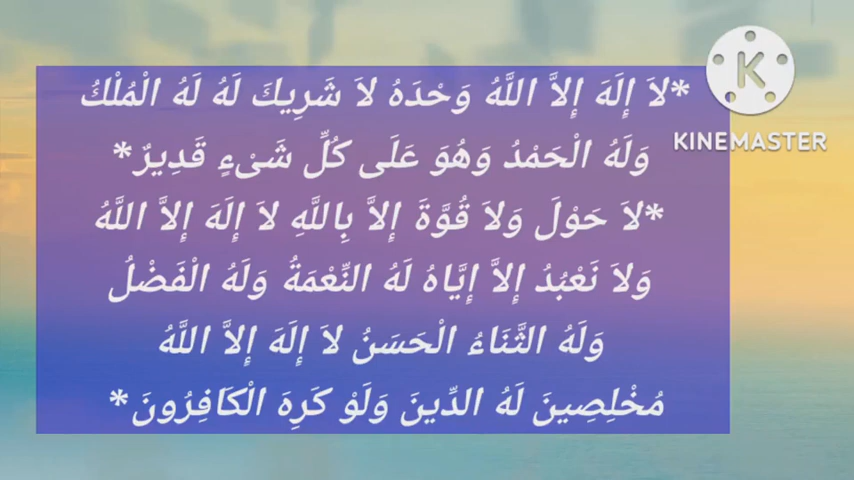 *لاَ إِلَهَ إِلاَّ اللَّهُ وَحْدَهُ لاَ شَرِيكَ لَهُ لَهُ الْمُلْكُ
وَلَهُ الْحَمْدُ وَهُوَ عَلَى كُلِّ شَىْءٍ قَدِيرٌ*
*لاَ حَوْلَ وَلاَ قُوَّةَ إِلاَّ بِاللَّهِ لاَ إِلَهَ إِلاَّ اللَّهُ
وَلاَ نَعْبُدُ إِلاَّ إِيَّاهُ لَهُ النِّعْمَةُ وَلَهُ الْفَضْلُ
وَلَهُ الثَّنَاءُ الْحَسَنُ لاَ إِلَهَ إِلاَّ اللَّهُ
مُخْلِصِينَ لَهُ الدِّينَ وَلَوْ كَرِهَ الْكَافِرُونَ*
K
KINEMASTER